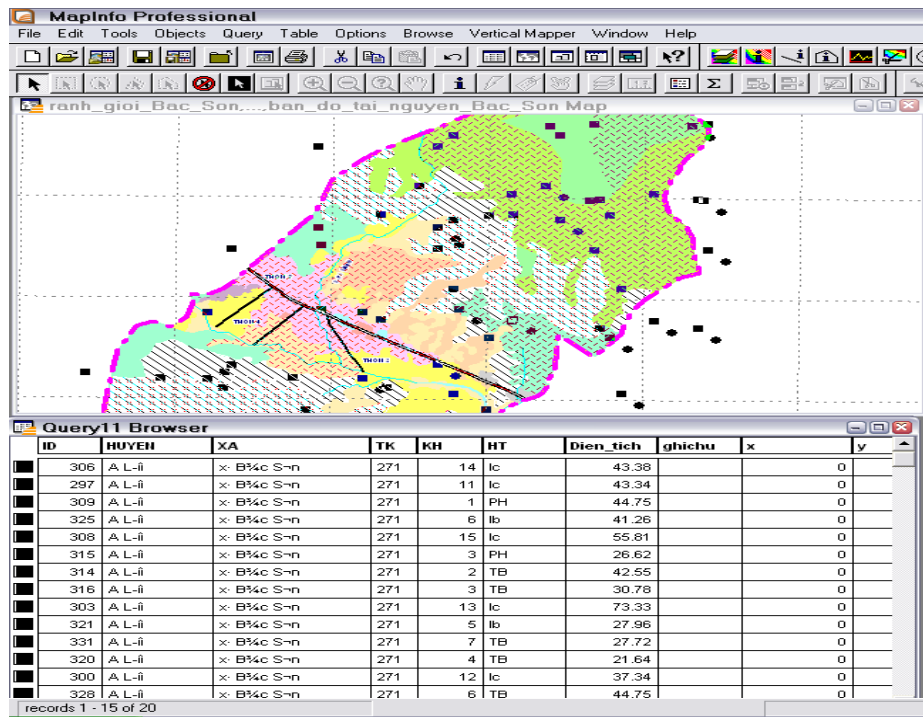 MapInfo Professional
File Edit Tools Objects Query Table Options Browse Vertical Mapper Window Help
ranh_gioi_Bac_Son,...,ban_do_tai_nguyen_Bac_Son Map
THON 2
Query11 Browser
ID HUYEN XA TK KH HT Dien_tich ghichu x y
306 A L-íi x· B¾c S¬n 271 14 Ic 43.38 0
297 A L-íi x· B¾c S¬n 271 11 Ic 43.34 0
309 A L-íi x· B¾c S¬n 271 1 PH 44.75 0
325 A L-íi x· B¾c S¬n 271 6 Ib 41.26 0
308 A L-íi x· B¾c S¬n 271 15 Ic 55.81 0
315 A L-íi x· B¾c S¬n 271 3 PH 26.62 0
314 A L-íi x· B¾c S¬n 271 2 TB 42.55 0
316 A L-íi x· B¾c S¬n 271 3 TB 30.78 0
303 A L-íi x· B¾c S¬n 271 13 Ic 73.33 0
321 A L-íi x· B¾c S¬n 271 5 Ib 27.96 0
331 A L-íi x· B¾c S¬n 271 7 TB 27.72 0
320 A L-íi x· B¾c S¬n 271 4 TB 21.64 0
300 A L-íi x· B¾c S¬n 271 12 Ic 37.34 0
328 A L-íi x· B¾c S¬n 271 6 TB 44.75 0
records 1 - 15 of 20